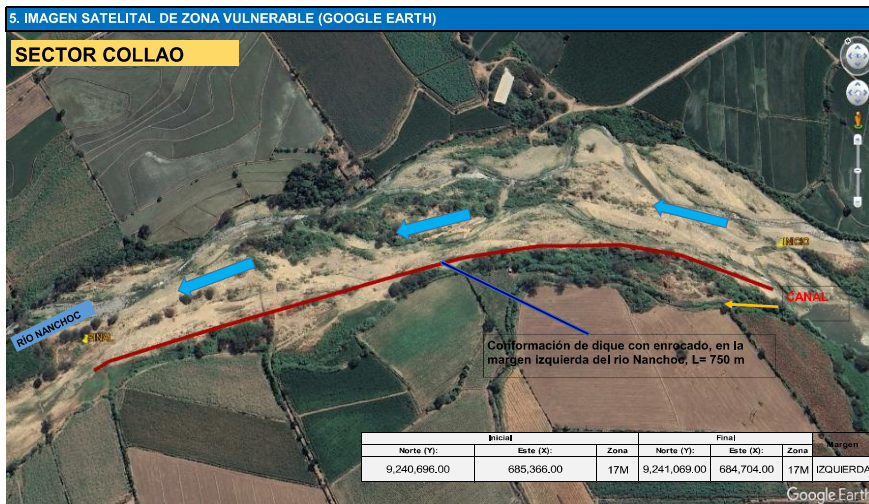 5. IMAGEN SATELITAL DE ZONA VULNERABLE (GOOGLE EARTH)
SECTOR COLLAO
INICIO
CANAL
RÍO NANCHOC
FINAL
Conformación de dique con enrocado, en la
margen izquierda del rio Nanchoc, L= 750 m
Inicial Final Margen
Norte (Y): Este (X): Zona Norte (Y): Este (X): Zona
9,240,696.00 685,366.00 17M 9,241,069.00 684,704.00 17M IZQUIERDA
Google Earth